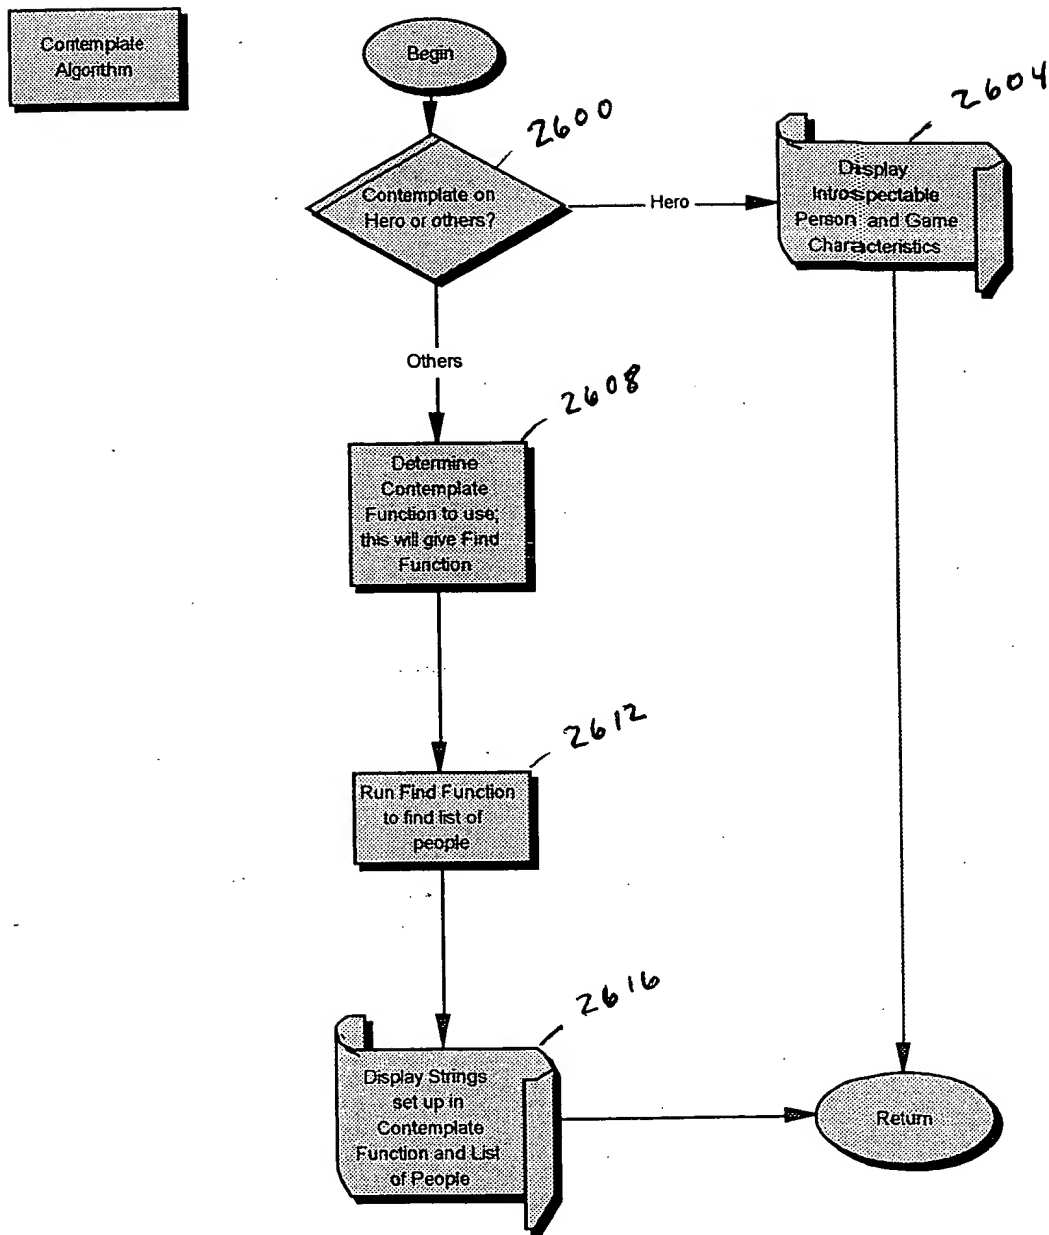 Contemplate
Algorithm
Begin
2600
Contemplate on
Hero or others?
Hero
2604
Display
Introspectable
Person and Game
Characteristics
Others
2608
Determine
Contemplate
Function to use;
this will give Find
Function
2612
Run Find Function
to find list of
people
2616
Display Strings
set up in
Contemplate
Function and List
of People
Return